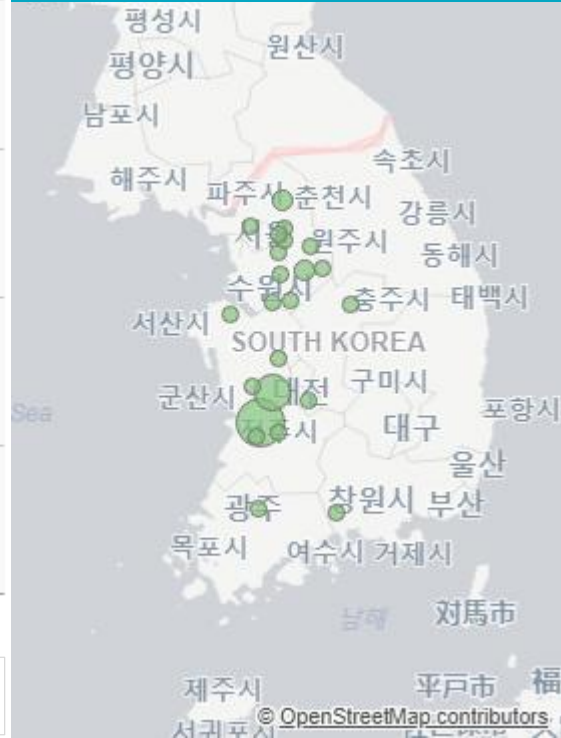 평성시
원산시
평양시
남포시
속초시
해주시
파주시
춘천시
강릉시
서울
원주시
동해시
수원시
충주시
태백시
서산시
SOUTH KOREA
군산시
대전
구미시
Sea
포항시
전주시
대구
울산
광주
창원시
부산
목포시
여수시
거제시
남해
対馬市
제주시
平戸市
福
서귀포시
© OpenStreetMap contributors